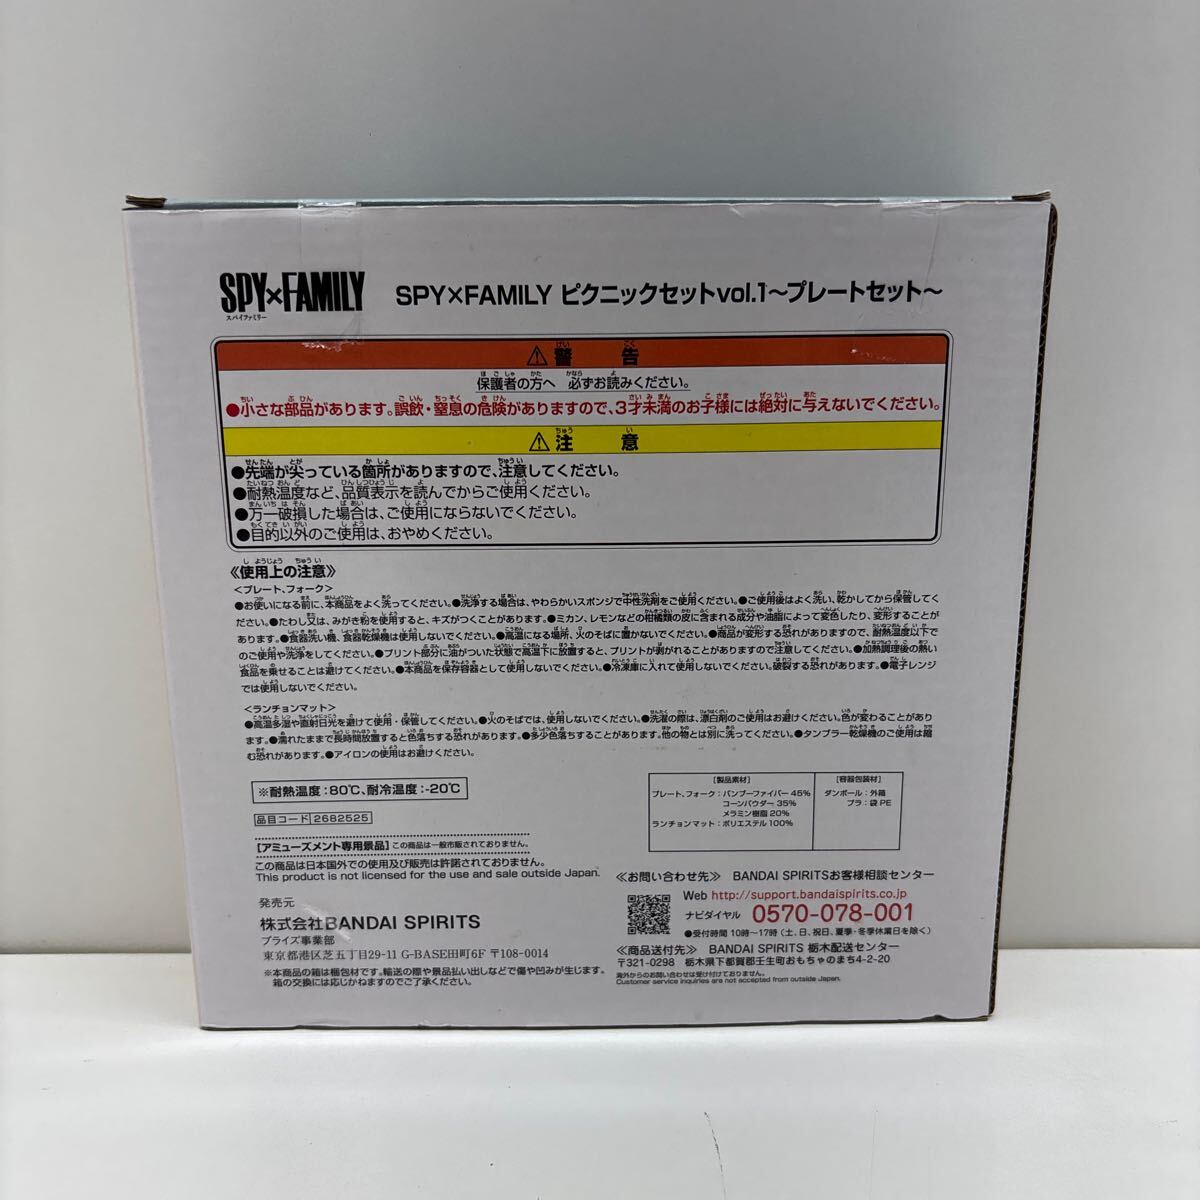 SPY×FAMILY
スパイファミリー
SPY×FAMILY ピクニックセットvol.1～プレートセット～
⚠警告
保護者の方へ 必ずお読みください。
●小さな部品があります。誤飲・窒息の危険がありますので、3才未満のお子様には絶対に与えないでください。
⚠注意
●先端が尖っている箇所がありますので、注意してください。
●耐熱温度など、品質表示を読んでからご使用ください。
●万一破損した場合は、ご使用にならないでください。
●目的以外のご使用は、おやめください。
《使用上の注意》
<プレート、フォーク>
●お使いになる前に、本商品をよく洗ってください。●洗浄する場合は、やわらかいスポンジで中性洗剤をご使用ください。●ご使用後はよく洗い、乾かしてから保管してく
ださい。●たわし又は、みがき粉を使用すると、キズがつくことがあります。●ミカン、レモンなどの柑橘類の皮に含まれる成分や油脂によって変色したり、変形することが
あります。●食器洗い機、食器乾燥機は使用しないでください。●高温になる場所、火のそばに置かないでください。●商品が変形する恐れがありますので、耐熱温度以下で
のご使用や洗浄をしてください。●プリント部分に油がついた状態で高温下に放置すると、プリントが剥がれることがありますので注意してください。●加熱調理後の熱い
食品を乗せることは避けてください。●本商品を保存容器として使用しないでください。●冷凍庫に入れて使用しないでください。破裂する恐れがあります。●電子レンジ
では使用しないでください。
<ランチョンマット>
●高温多湿や直射日光を避けて使用・保管してください。●火のそばでは、使用しないでください。●洗濯の際は、漂白剤のご使用はお避けください。色が変わることがあり
ます。●濡れたままで長時間放置すると色落ちする恐れがあります。●多少色落ちすることがあります。他の物とは別に洗ってください。●タンブラー乾燥機のご使用は縮
む恐れがあります。●アイロンの使用はお避けください。
※耐熱温度:80℃、耐冷温度:-20℃
品目コード 2682525
[アミューズメント専用景品] この商品は一般市販されておりません。
この商品は日本国外での使用及び販売は許諾されておりません。
This product is not licensed for the use and sale outside Japan.
発売元
株式会社BANDAI SPIRITS
プライズ事業部
東京都港区芝五丁目29-11 G-BASE田町6F 〒108-0014
※本商品の箱は梱包材です。輸送の際や景品払い出しなどで傷や凹みが生じます。
箱の交換には応じかねますのでご了承ください。
[製品素材]
プレート、フォーク:バンブーファイバー 45%
コーンパウダー 35%
メラミン樹脂 20%
ランチョンマット:ポリエステル 100%
[容器包装材]
ダンボール:外箱
プラ:袋 PE
≪お問い合わせ先≫ BANDAI SPIRITSお客様相談センター
Web http://support.bandaispirits.co.jp
ナビダイヤル 0570-078-001
●受付時間 10時～17時(土、日、祝日、夏季・冬季休業日を除く)
≪商品送付先≫ BANDAI SPIRITS 栃木配送センター
〒321-0298 栃木県下都賀郡壬生町おもちゃのまち4-2-20
海外からのお問い合わせは受け付けておりません。
Customer service inquiries are not accepted from outside Japan.